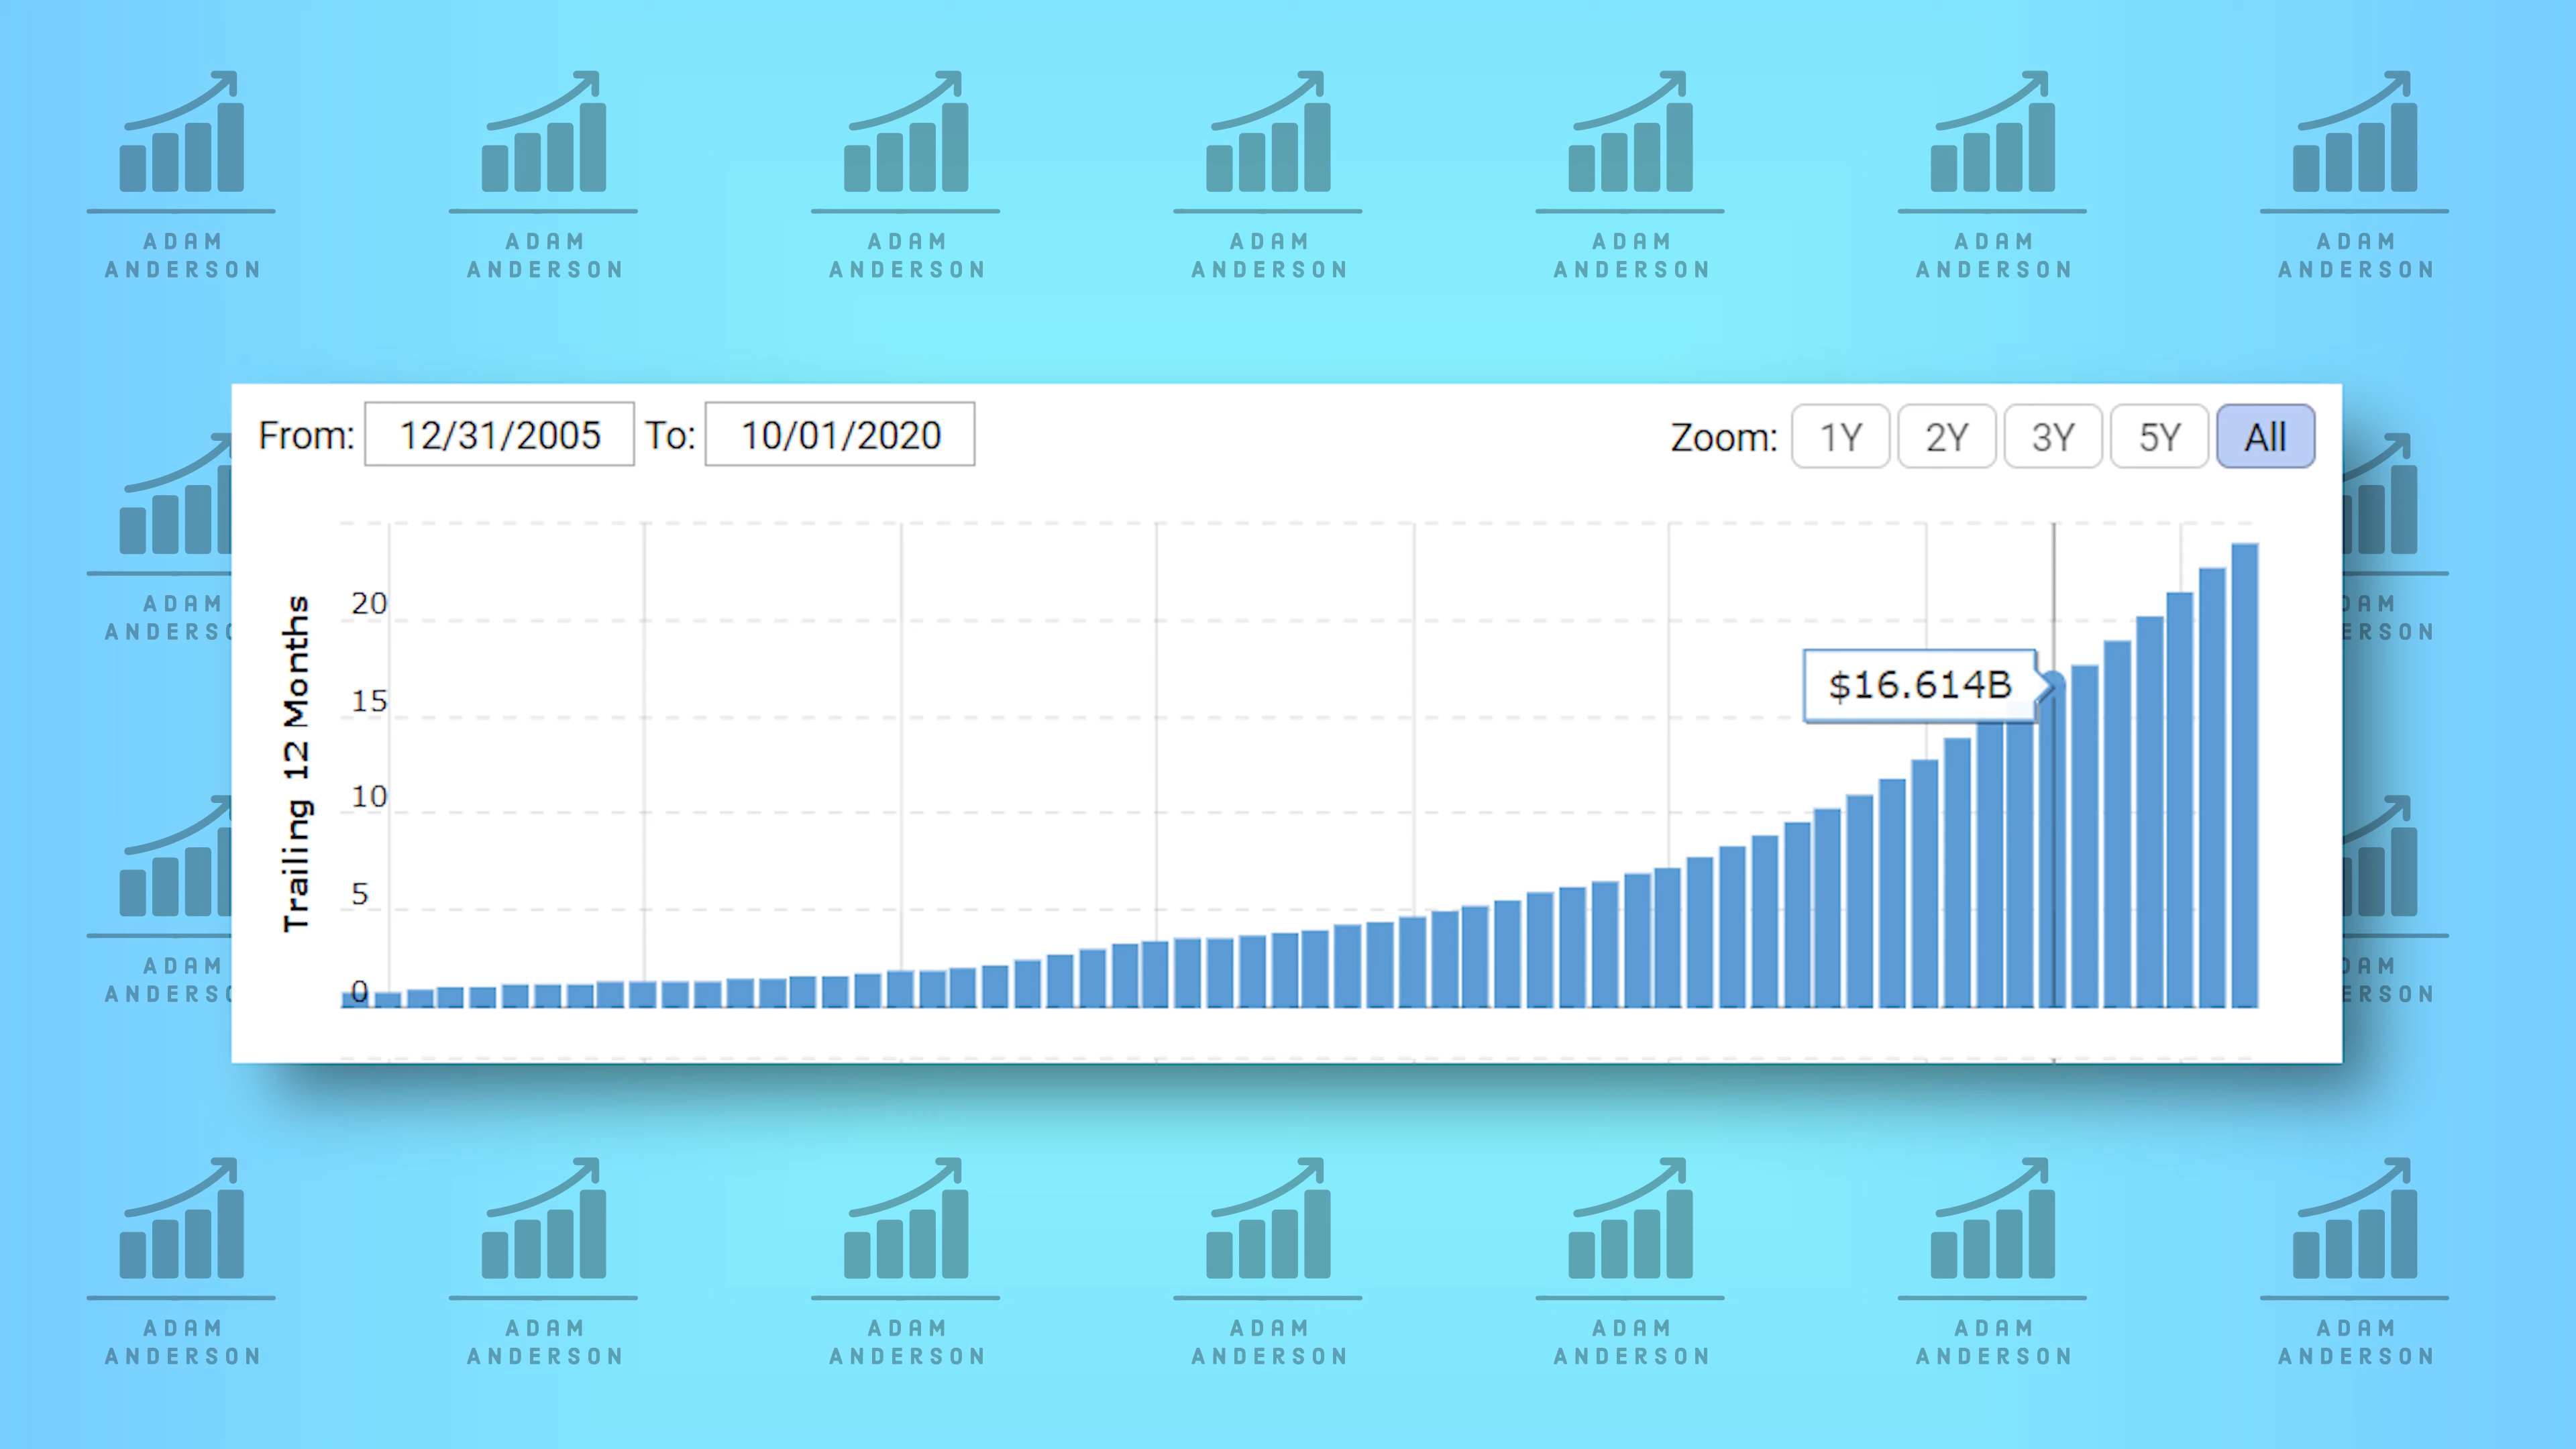 ADAM ADAM ADAM ADAM ADAM ADAM ADAM
ANDERSON ANDERSON ANDERSON ANDERSON ANDERSON ANDERSON ANDERSON
From: 12/31/2005 To: 10/01/2020 Zoom: 1Y 2Y 3Y 5Y All
Trailing 12 Months
20
15
10
5
0
$16.614B
ADAM
ANDERSO
DAM
ERSON
ADAM
ANDERSO
DAM
ERSON
ADAM ADAM ADAM ADAM ADAM ADAM ADAM
ANDERSON ANDERSON ANDERSON ANDERSON ANDERSON ANDERSON ANDERSON